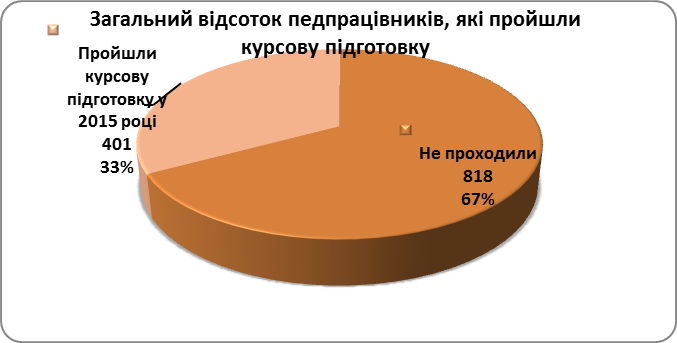 Загальний відсоток педпрацівників, які пройшли
курсову підготовку
Пройшли
курсову
підготовку у
2015 році
401
33%
Не проходили
818
67%